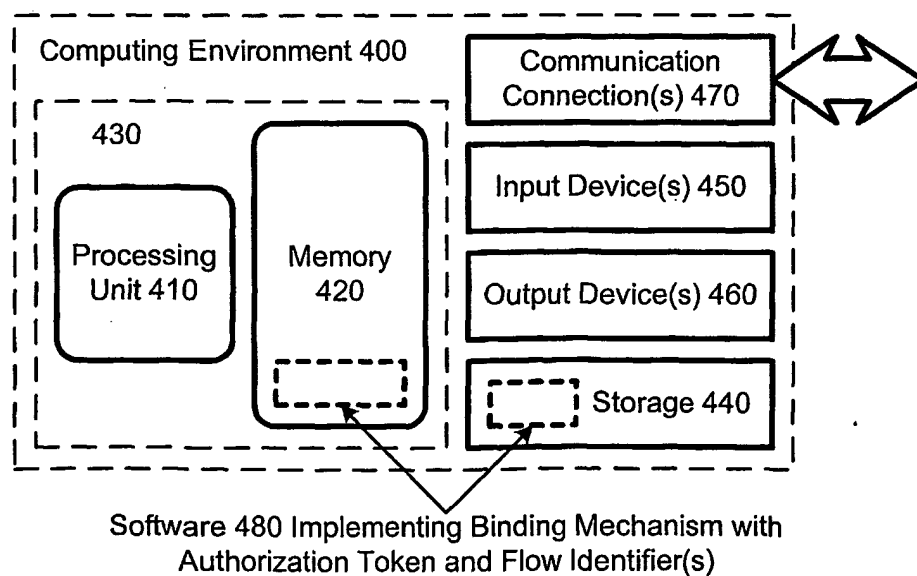 Computing Environment 400
Communication
Connection(s) 470
430
Input Device(s) 450
Processing
Unit 410
Memory
420
Output Device(s) 460
Storage 440
Software 480 Implementing Binding Mechanism with
Authorization Token and Flow Identifier(s)